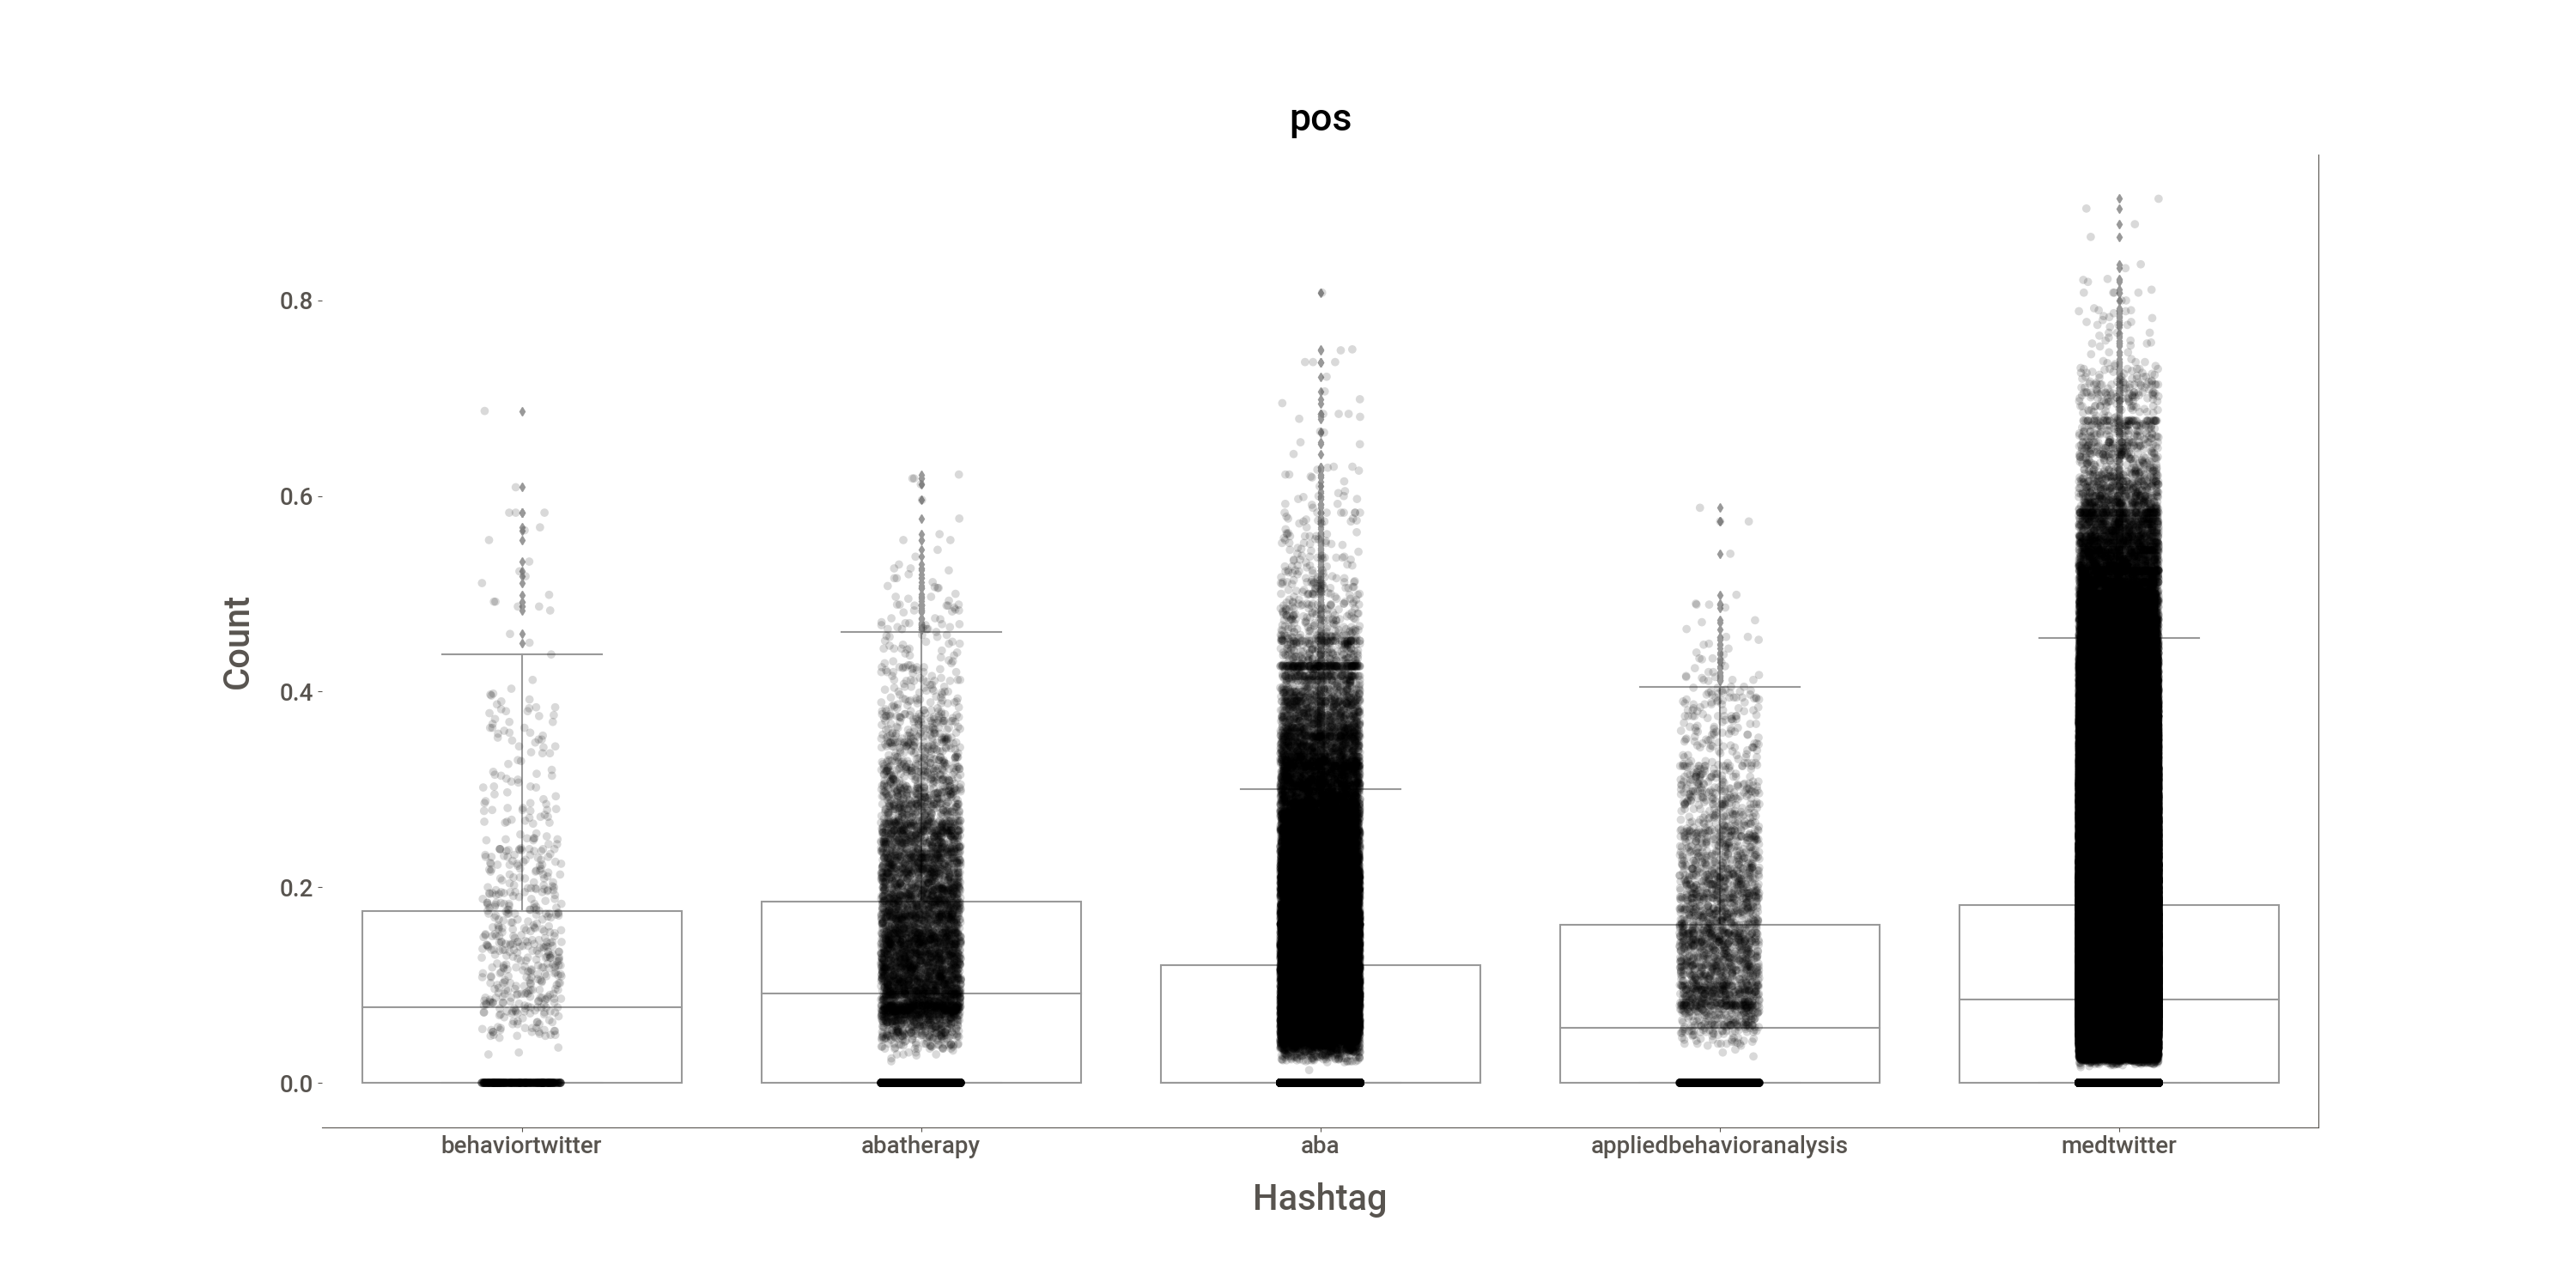 pos
Count
0.8
0.6
0.4
0.2
0.0
behaviortwitter abatherapy aba appliedbehavioranalysis medtwitter
Hashtag